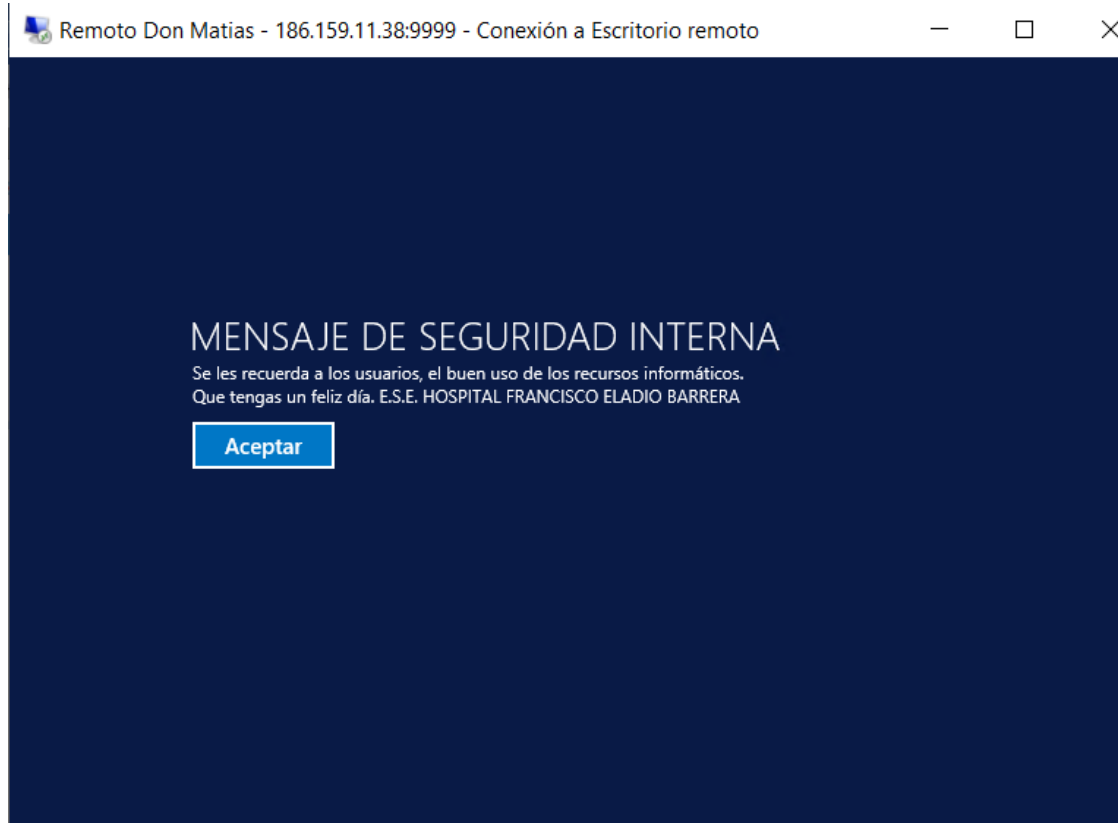 Remoto Don Matias - 186.159.11.38:9999 - Conexión a Escritorio remoto
MENSAJE DE SEGURIDAD INTERNA
Se les recuerda a los usuarios, el buen uso de los recursos informáticos.
Que tengas un feliz día. E.S.E. HOSPITAL FRANCISCO ELADIO BARRERA
Aceptar